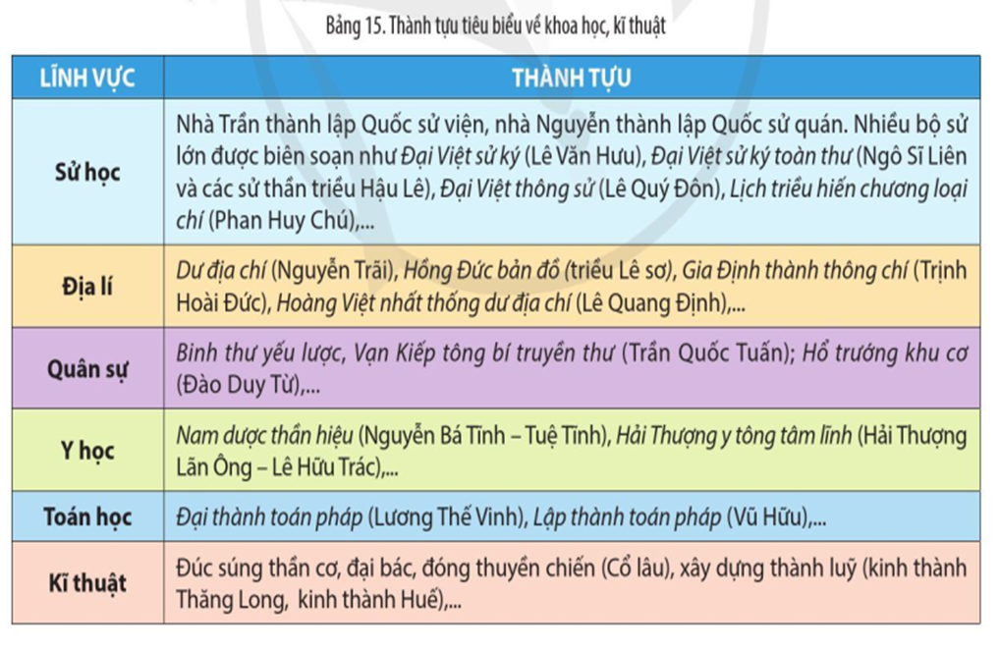 Bảng 15. Thành tựu tiêu biểu về khoa học, kĩ thuật
LĨNH VỰC
THÀNH TỰU
Sử học
Nhà Trần thành lập Quốc sử viện, nhà Nguyễn thành lập Quốc sử quán. Nhiều bộ sử
lớn được biên soạn như Đại Việt sử ký (Lê Văn Hưu), Đại Việt sử ký toàn thư (Ngô Sĩ Liên
và các sử thần triều Hậu Lê), Đại Việt thông sử (Lê Quý Đôn), Lịch triều hiến chương loại
chí (Phan Huy Chú),...
Địa lí
Dư địa chí (Nguyễn Trãi), Hồng Đức bản đồ (triều Lê sơ), Gia Định thành thông chí (Trịnh
Hoài Đức), Hoàng Việt nhất thống dư địa chí (Lê Quang Định),...
Quân sự
Binh thư yếu lược, Vạn Kiếp tông bí truyền thư (Trần Quốc Tuấn); Hổ trướng khu cơ
(Đào Duy Từ),...
Y học
Nam dược thần hiệu (Nguyễn Bá Tĩnh – Tuệ Tĩnh), Hải Thượng y tông tâm lĩnh (Hải Thượng
Lãn Ông – Lê Hữu Trác),...
Toán học
Đại thành toán pháp (Lương Thế Vinh), Lập thành toán pháp (Vũ Hữu),...
Kĩ thuật
Đúc súng thần cơ, đại bác, đóng thuyền chiến (Cổ lâu), xây dựng thành luỹ (kinh thành
Thăng Long, kinh thành Huế),...